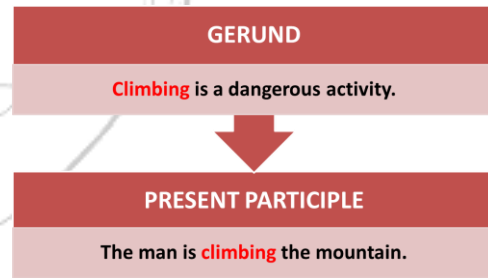 GERUND
Climbing is a dangerous activity.
PRESENT PARTICIPLE
The man is climbing the mountain.